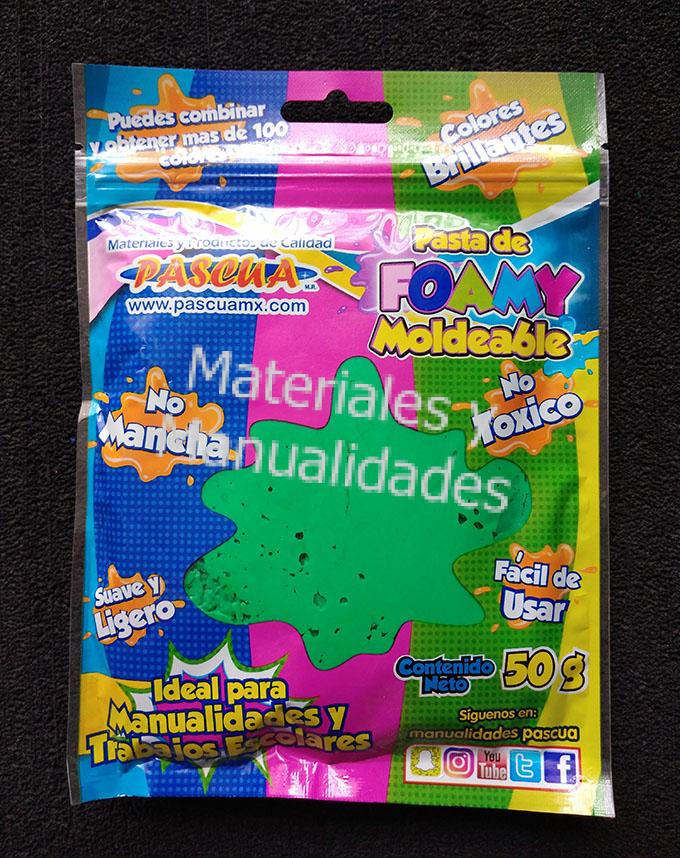 Puedes combinar
y obtener mas de 100
colores
Colores
Brillantes
Materiales y Productos de Calidad
PASCUA M.R.
www.pascuamx.com
Pasta de
FOAMY
Moldeable
Materiales y
Manualidades
No
Mancha
No
Toxico
Suave y
Ligero
Fácil de
Usar
Contenido
Neto
50 g
Ideal para
Manualidades y
Trabajos Escolares
Síguenos en:
manualidades pascua
You
Tube